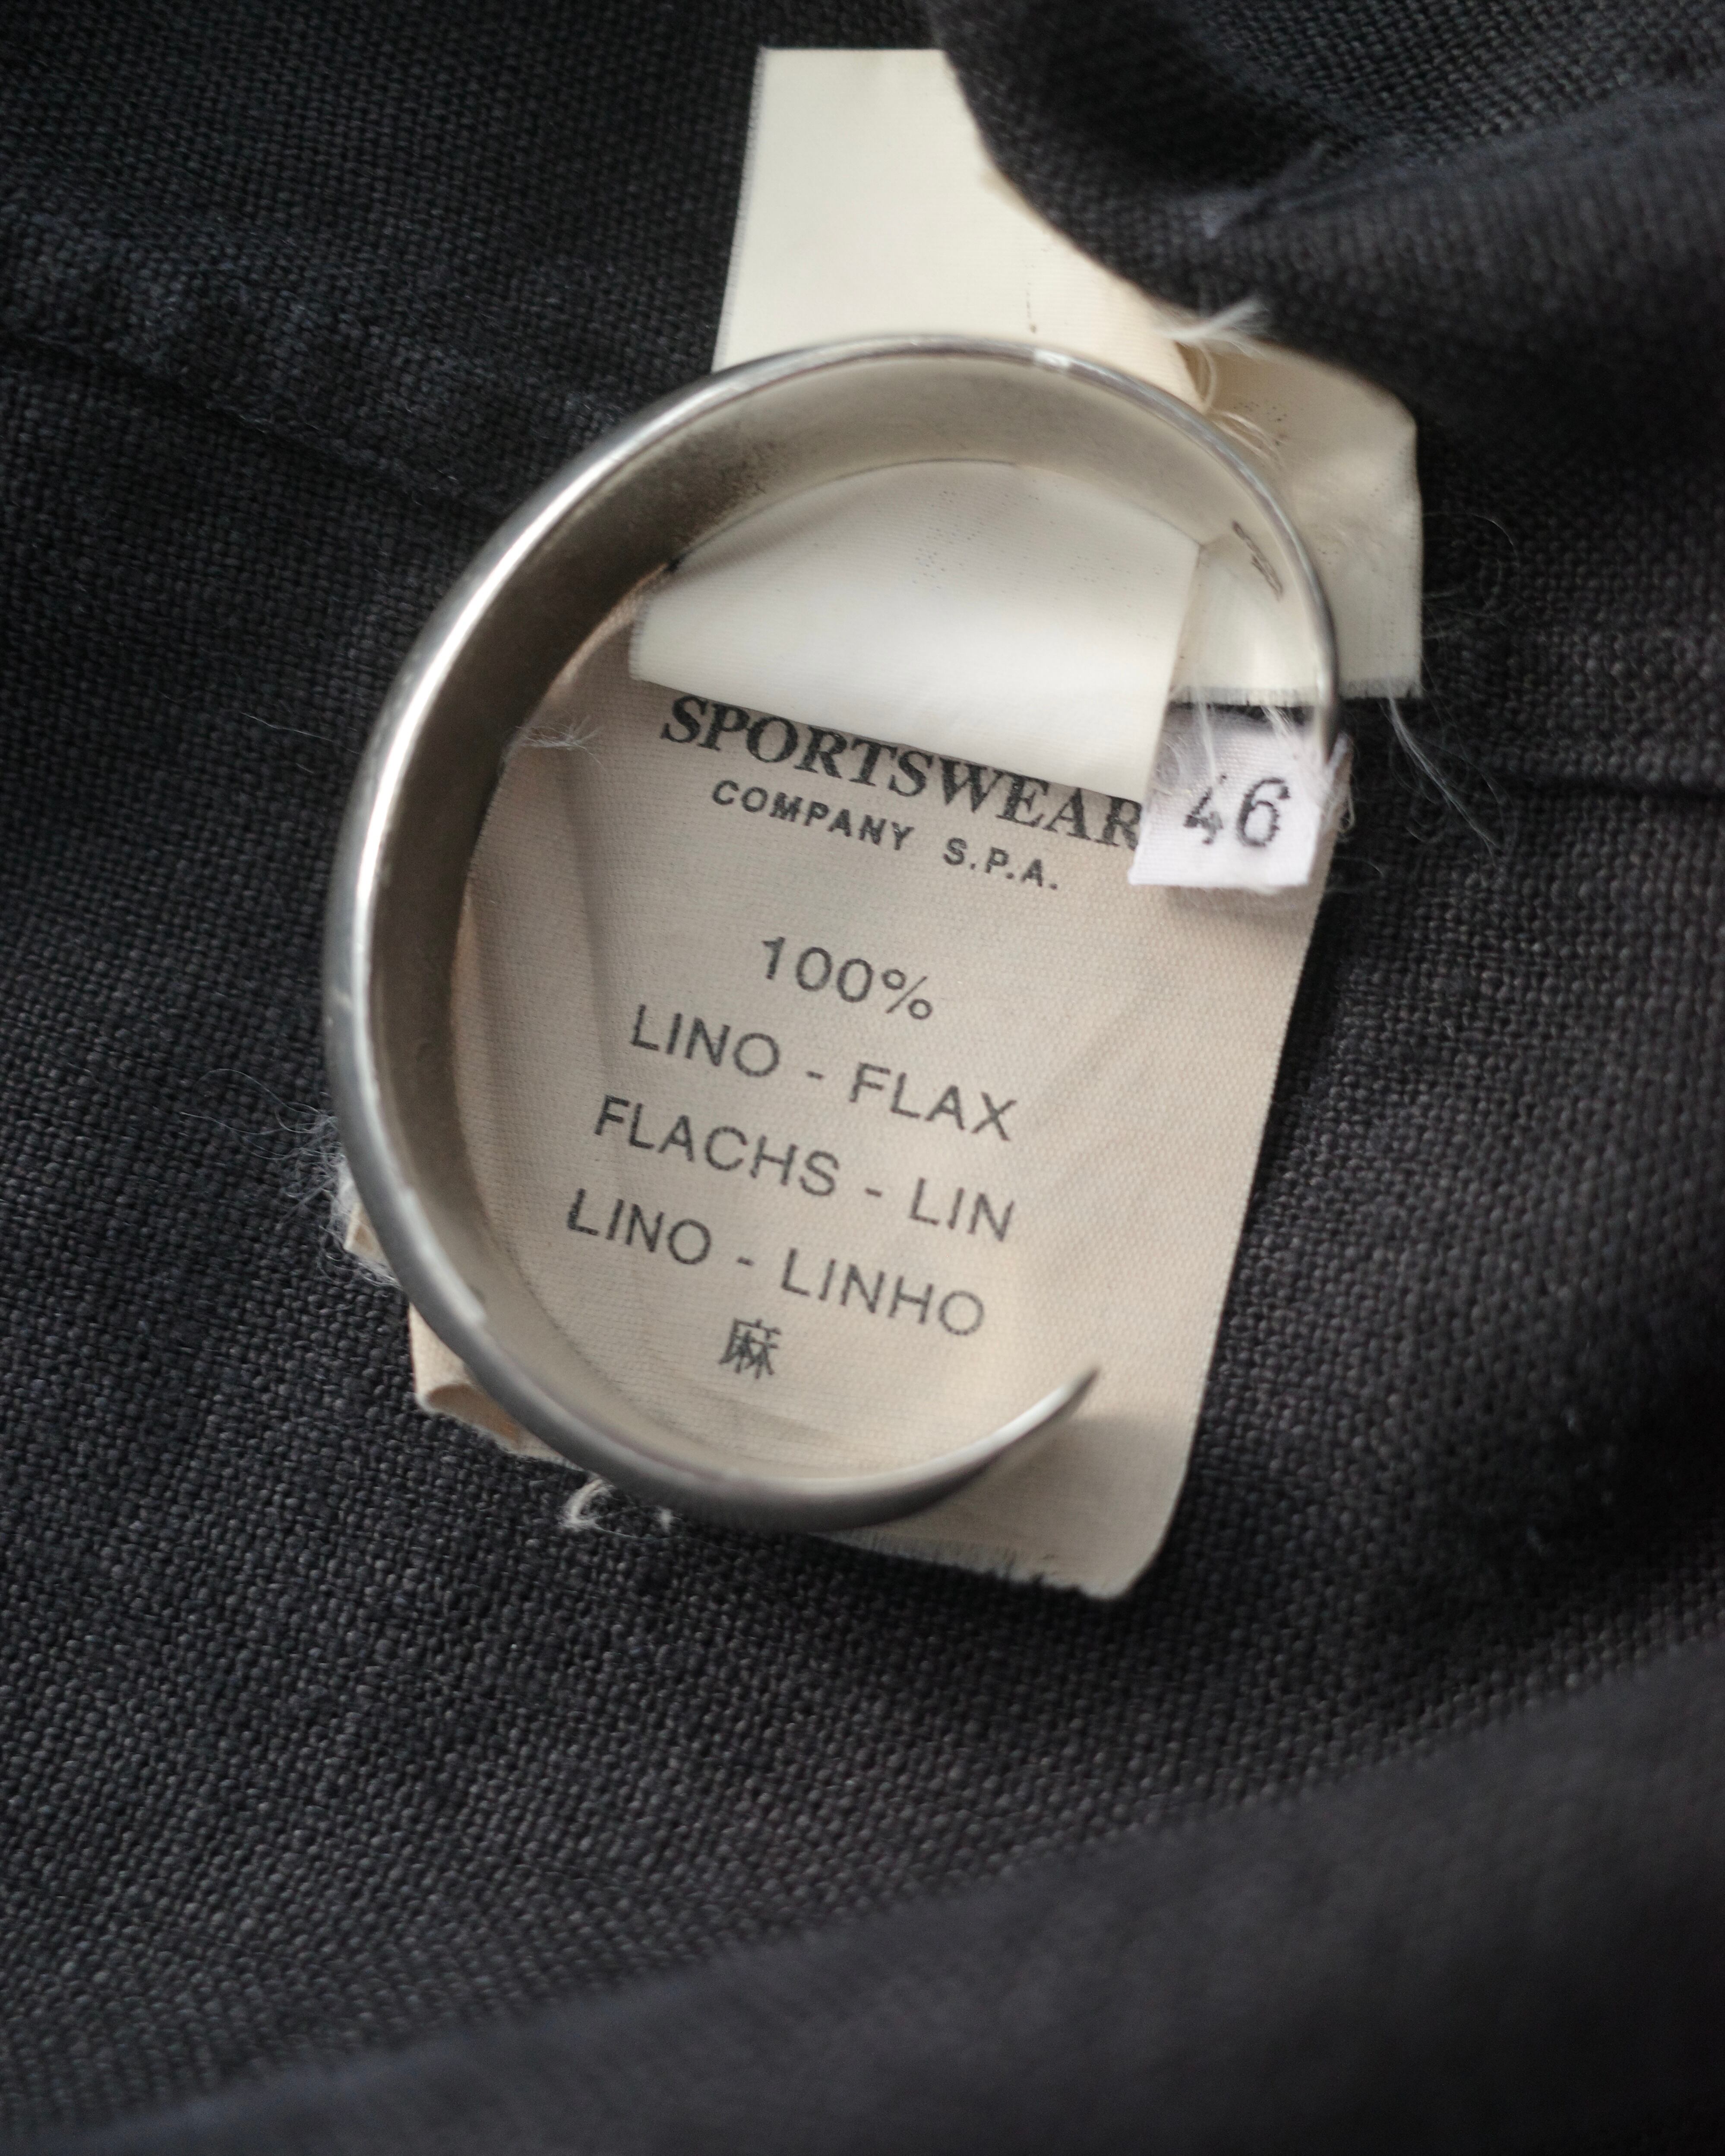 SPORTSWEAR
COMPANY S.P.A.
46
100%
LINO - FLAX
FLACHS - LIN
LINO - LINHO
麻